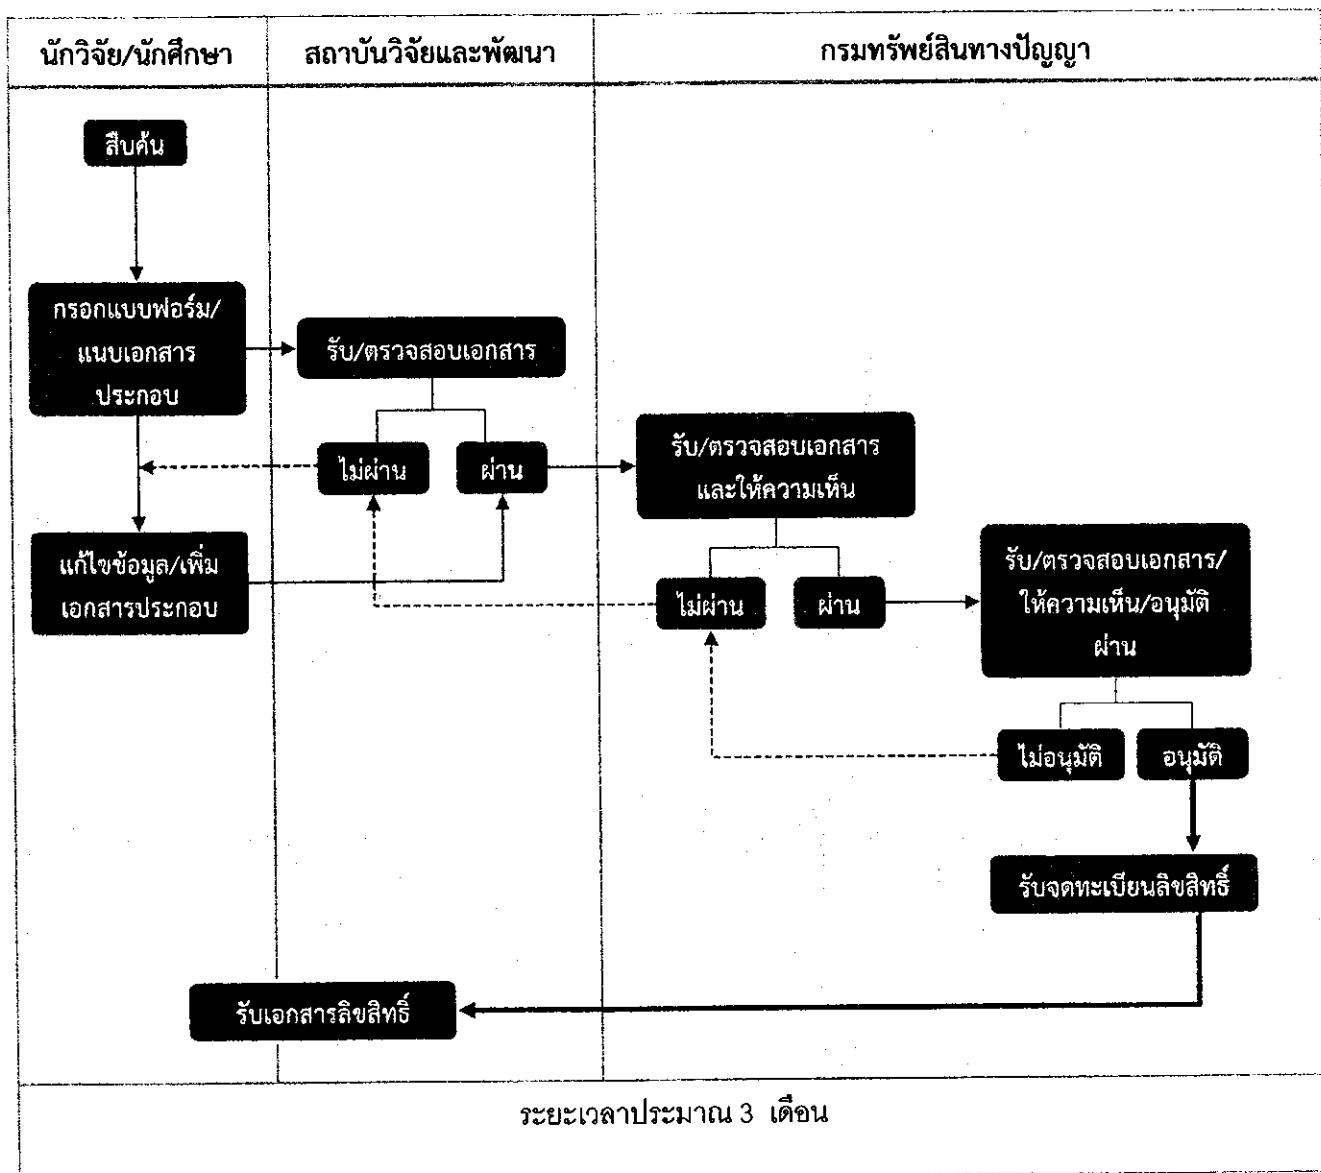 นักวิจัย/นักศึกษา
สถาบันวิจัยและพัฒนา
กรมทรัพย์สินทางปัญญา
สืบค้น
กรอกแบบฟอร์ม/
แนบเอกสาร
ประกอบ
รับ/ตรวจสอบเอกสาร
ไม่ผ่าน
ผ่าน
แก้ไขข้อมูล/เพิ่ม
เอกสารประกอบ
รับ/ตรวจสอบเอกสาร
และให้ความเห็น
ไม่ผ่าน
ผ่าน
รับ/ตรวจสอบเอกสาร/
ให้ความเห็น/อนุมัติ
ผ่าน
ไม่อนุมัติ
อนุมัติ
รับจดทะเบียนลิขสิทธิ์
รับเอกสารลิขสิทธิ์
ระยะเวลาประมาณ 3 เดือน